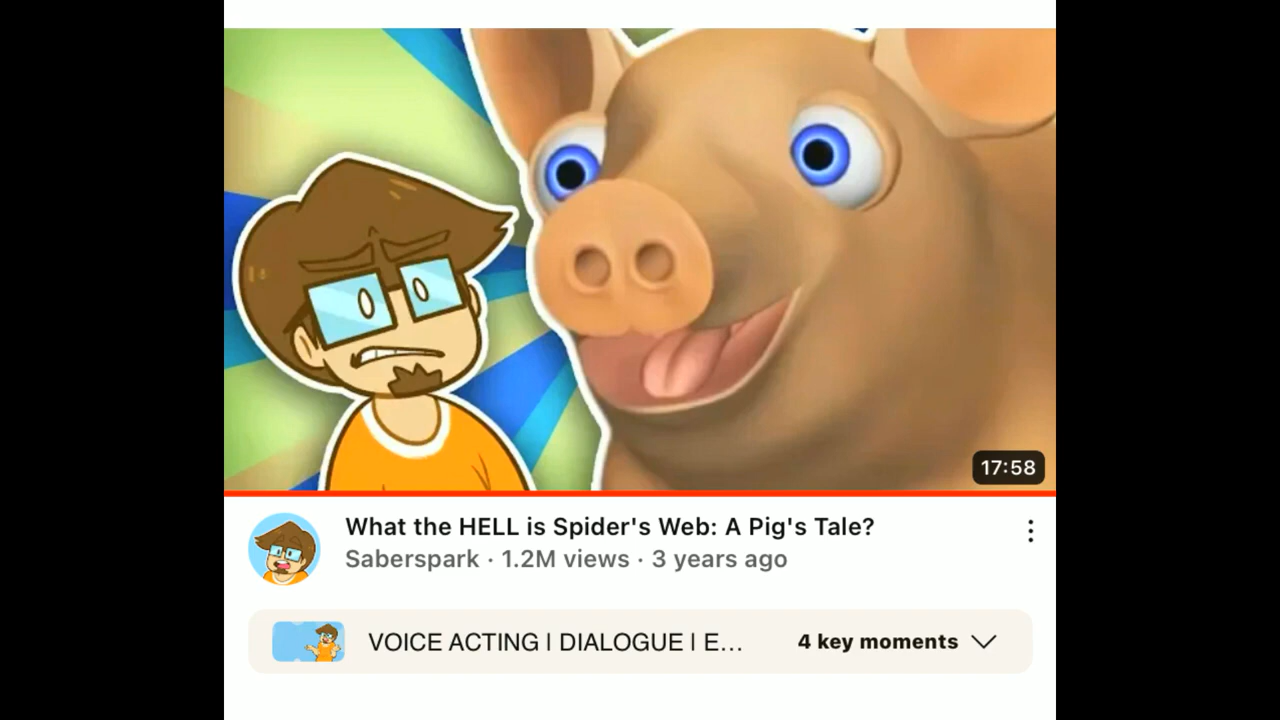 17:58
What the HELL is Spider's Web: A Pig's Tale?
Saberspark · 1.2M views · 3 years ago
VOICE ACTING | DIALOGUE | E... 4 key moments